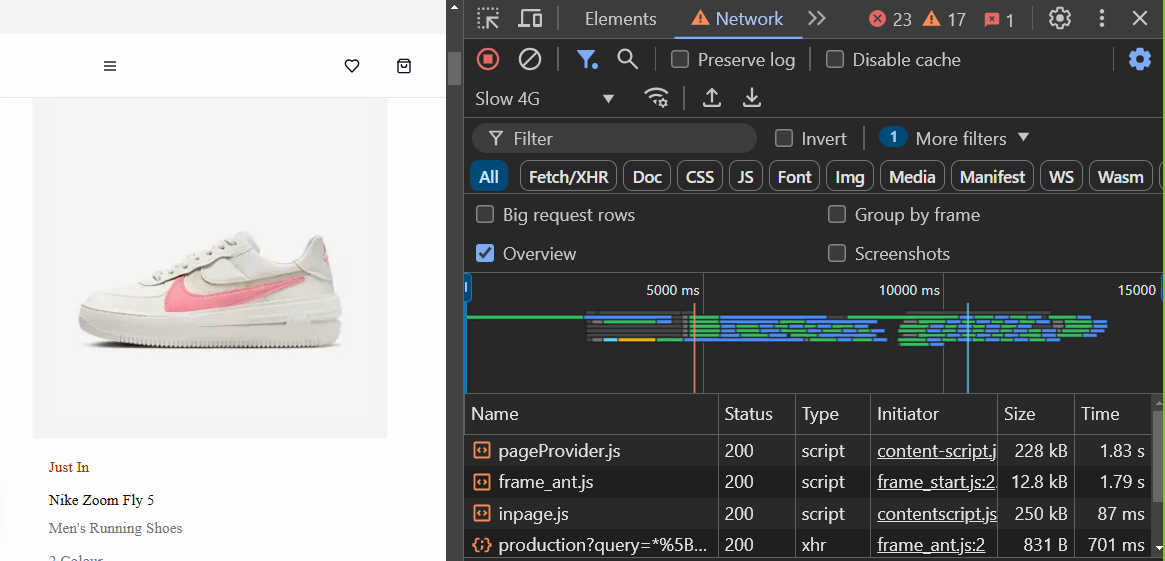 Elements Network 23 17 1
Preserve log Disable cache
Slow 4G
Filter Invert 1 More filters
All Fetch/XHR Doc CSS JS Font Img Media Manifest WS Wasm
Big request rows Group by frame
Overview Screenshots
5000 ms 10000 ms 15000
Name Status Type Initiator Size Time
pageProvider.js 200 script content-script.j 228 kB 1.83 s
frame_ant.js 200 script frame_start.js:2 12.8 kB 1.79 s
inpage.js 200 script contentscript.js 250 kB 87 ms
production?query=*%5B... 200 xhr frame_ant.js:2 831 B 701 ms
Just In
Nike Zoom Fly 5
Men's Running Shoes
2 Colour